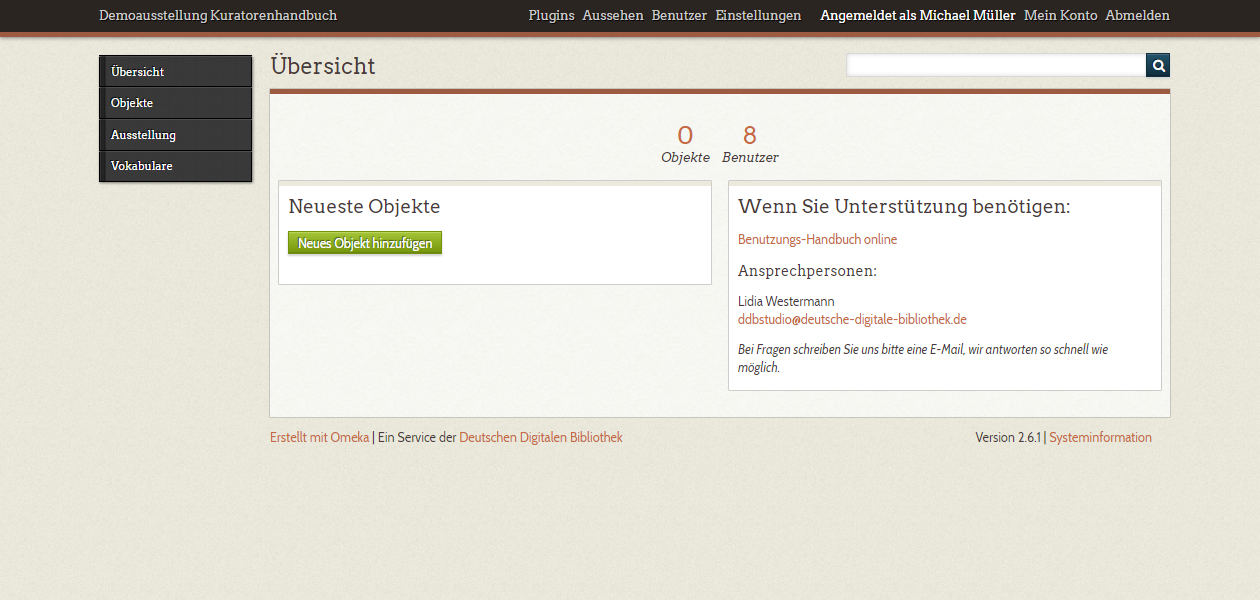 Demoausstellung Kuratorenhandbuch Plugins Aussehen Benutzer Einstellungen Angemeldet als Michael Müller Mein Konto Abmelden
Übersicht
Objekte
Ausstellung
Vokabulare
Übersicht
0 8
Objekte Benutzer
Neueste Objekte
Neues Objekt hinzufügen
Wenn Sie Unterstützung benötigen:
Benutzungs-Handbuch online
Ansprechpersonen:
Lidia Westermann
ddbstudio@deutsche-digitale-bibliothek.de
Bei Fragen schreiben Sie uns bitte eine E-Mail, wir antworten so schnell wie
möglich.
Erstellt mit Omeka | Ein Service der Deutschen Digitalen Bibliothek Version 2.6.1 | Systeminformation